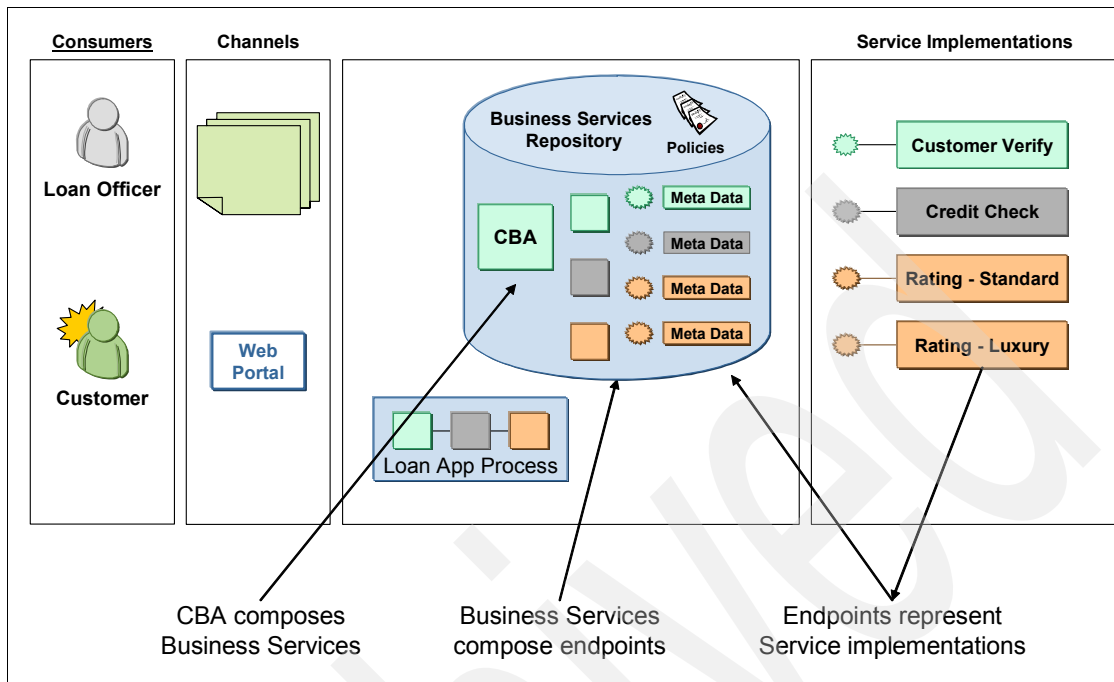 Consumers
Channels
Service Implementations
Loan Officer
Customer
Web
Portal
Business Services
Repository
Policies
CBA
Meta Data
Meta Data
Meta Data
Meta Data
Loan App Process
Customer Verify
Credit Check
Rating - Standard
Rating - Luxury
CBA composes
Business Services
Business Services
compose endpoints
Endpoints represent
Service implementations
hived